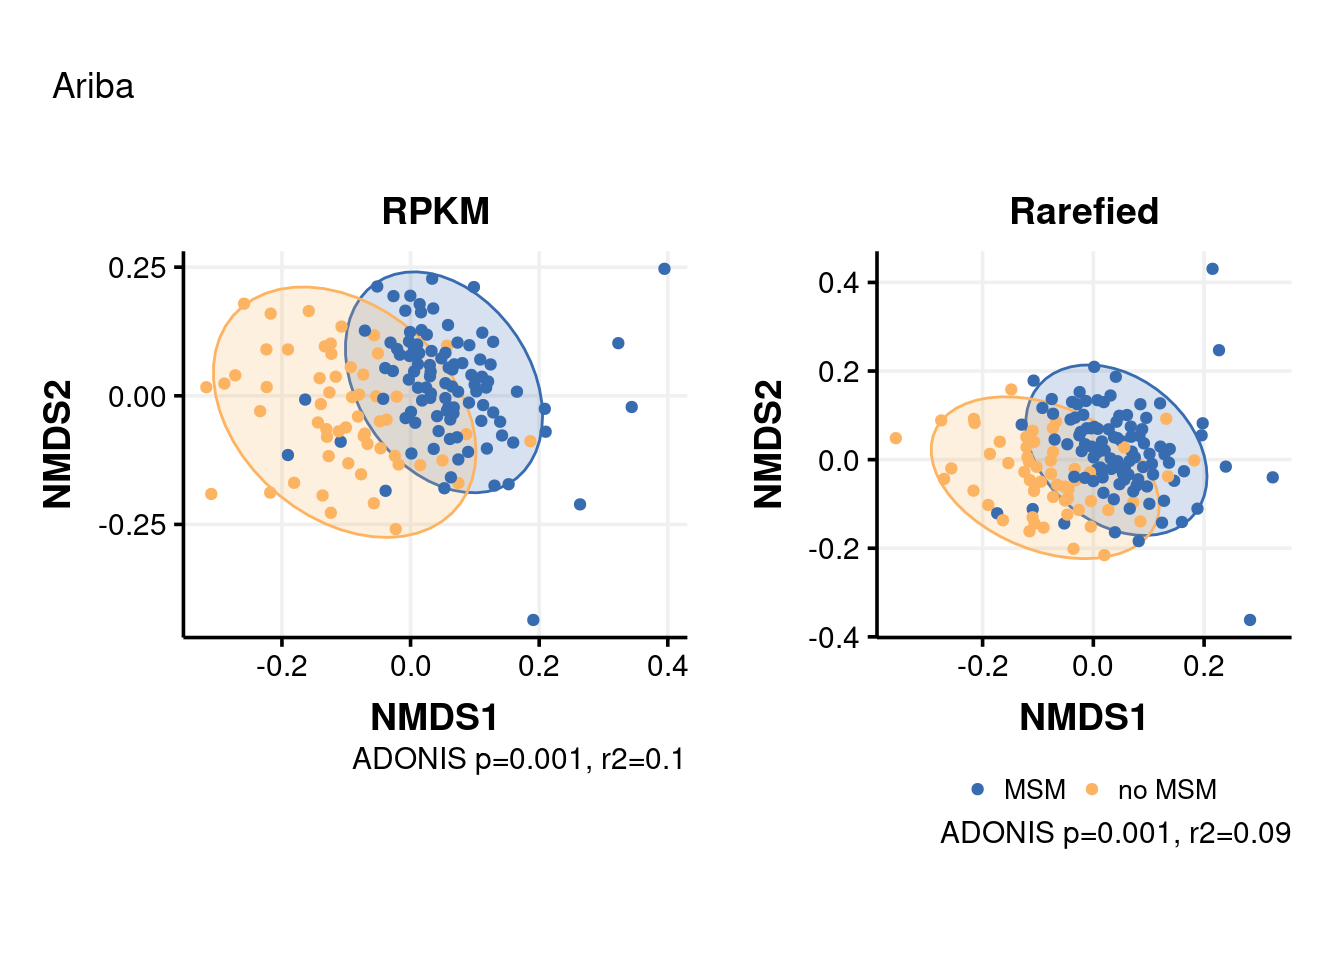 Ariba
RPKM
NMDS2
0.25
0.00
-0.25
-0.2 0.0 0.2 0.4
NMDS1
ADONIS p=0.001, r2=0.1
Rarefied
NMDS2
0.4
0.2
0.0
-0.2
-0.4
-0.2 0.0 0.2
NMDS1
MSM no MSM
ADONIS p=0.001, r2=0.09